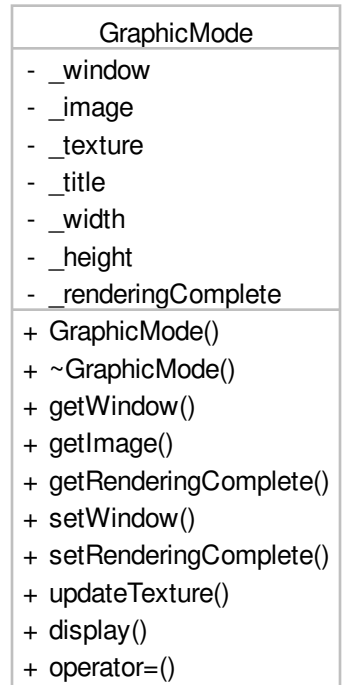 GraphicMode
- _window
- _image
- _texture
- _title
- _width
- _height
- _renderingComplete
+ GraphicMode()
+ ~GraphicMode()
+ getWindow()
+ getImage()
+ getRenderingComplete()
+ setWindow()
+ setRenderingComplete()
+ updateTexture()
+ display()
+ operator=()